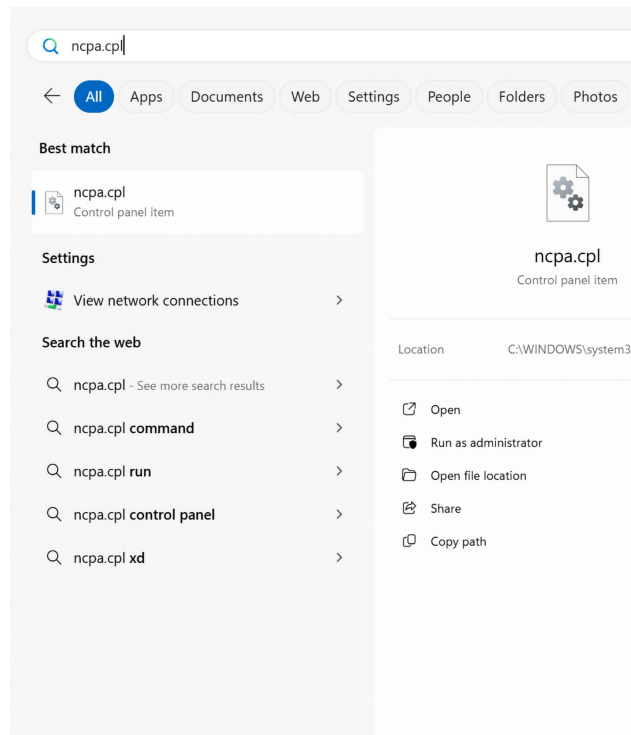 ncpa.cpl
All Apps Documents Web Settings People Folders Photos
Best match
ncpa.cpl
Control panel item
Settings
View network connections
Search the web
ncpa.cpl - See more search results
ncpa.cpl command
ncpa.cpl run
ncpa.cpl control panel
ncpa.cpl xd
ncpa.cpl
Control panel item
Location C:\WINDOWS\system3
Open
Run as administrator
Open file location
Share
Copy path